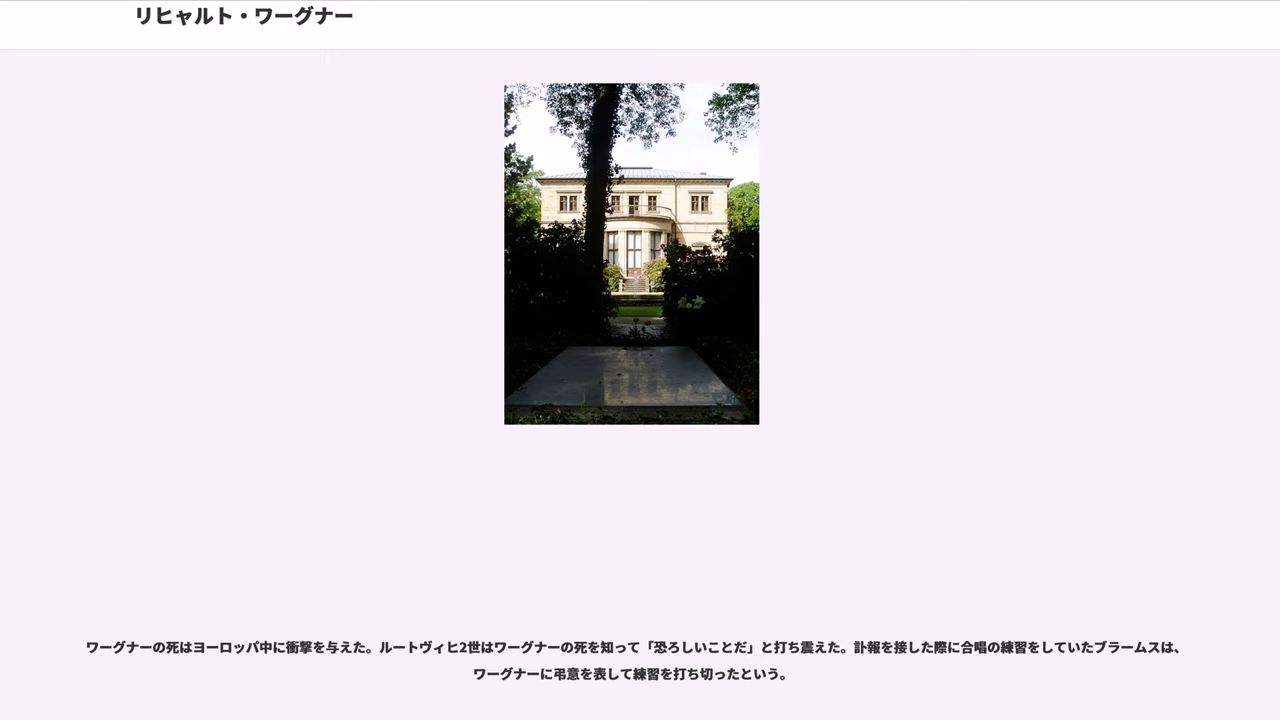 リヒャルト・ワーグナー
ワーグナーの死はヨーロッパ中に衝撃を与えた。ルートヴィヒ2世はワーグナーの死を知って「恐ろしいことだ」と打ち震えた。訃報を接した際に合唱の練習をしていたブラームスは、
ワーグナーに弔意を表して練習を打ち切ったという。